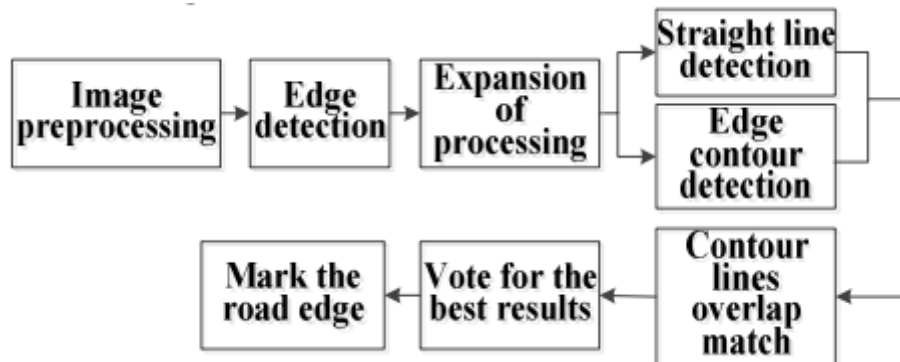 Image
preprocessing
Edge
detection
Expansion
of
processing
Straight line
detection
Edge
contour
detection
Contour
lines
overlap
match
Vote for the
best results
Mark the
road edge